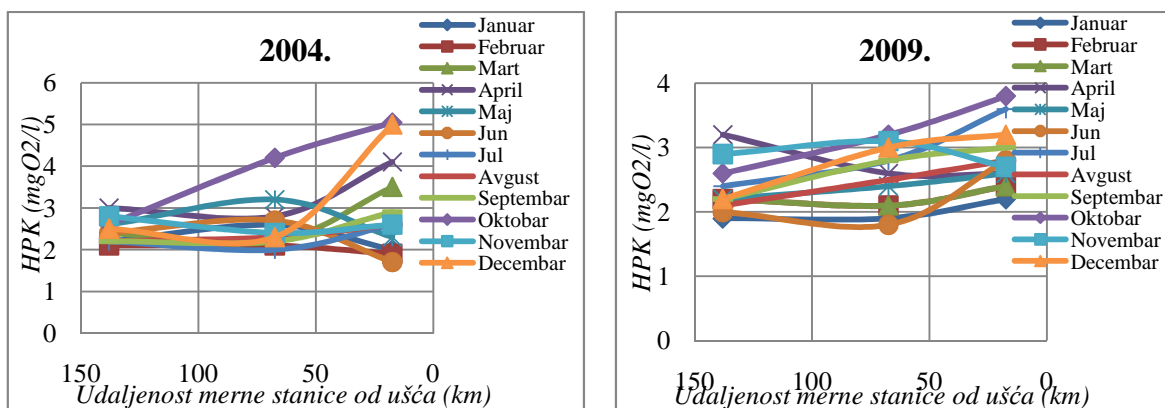 2004.
HPK (mgO2/l)
6
5
4
3
2
1
0
150
100
50
0
Udaljenost merne stanice od ušća (km)
Januar
Februar
Mart
April
Maj
Jun
Jul
Avgust
Septembar
Oktobar
Novembar
Decembar
2009.
HPK (mgO2/l)
4
3
2
1
0
150
100
50
0
Udaljenost merne stanice od ušća (km)
Januar
Februar
Mart
April
Maj
Jun
Jul
Avgust
Septembar
Oktobar
Novembar
Decembar